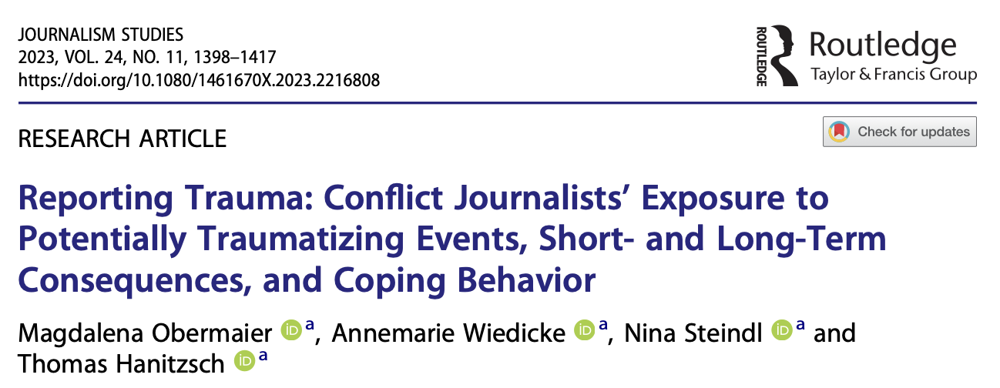 JOURNALISM STUDIES
2023, VOL. 24, NO. 11, 1398–1417
https://doi.org/10.1080/1461670X.2023.2216808
ROUTLEDGE
Routledge
Taylor & Francis Group
Check for updates
RESEARCH ARTICLE
Reporting Trauma: Conflict Journalists’ Exposure to
Potentially Traumatizing Events, Short- and Long-Term
Consequences, and Coping Behavior
Magdalena Obermaier iD a, Annemarie Wiedicke iD a, Nina Steindl iD a and
Thomas Hanitzsch iD a